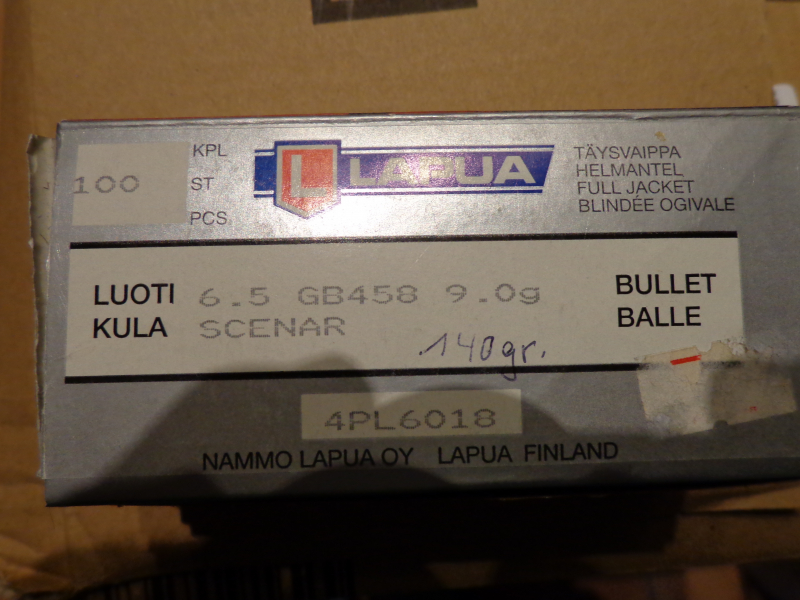 100
KPL
ST
PCS
LAPUA
TÄYSVAIPPA
HELMANTEL
FULL JACKET
BLINDÉE OGIVALE
LUOTI
KULA
6.5 GB458 9.0g
SCENAR
140gr.
BULLET
BALLE
4PL6018
NAMMO LAPUA OY LAPUA FINLAND